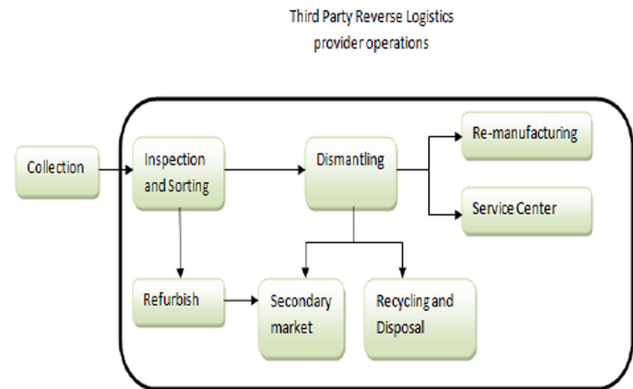 Third Party Reverse Logistics
provider operations
Collection
Inspection
and Sorting
Dismantling
Re-manufacturing
Service Center
Refurbish
Secondary
market
Recycling and
Disposal